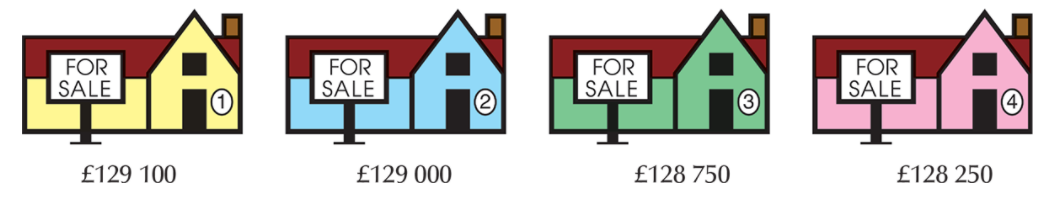 FOR
SALE
1
£129 100
FOR
SALE
2
£129 000
FOR
SALE
3
£128 750
FOR
SALE
4
£128 250